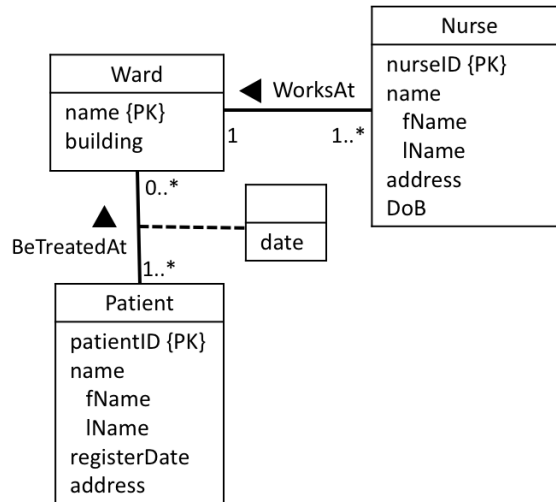 Ward
name {PK}
building
WorksAt
1
1..*
Nurse
nurseID {PK}
name
fName
lName
address
DoB
0..*
BeTreatedAt
date
1..*
Patient
patientID {PK}
name
fName
lName
registerDate
address